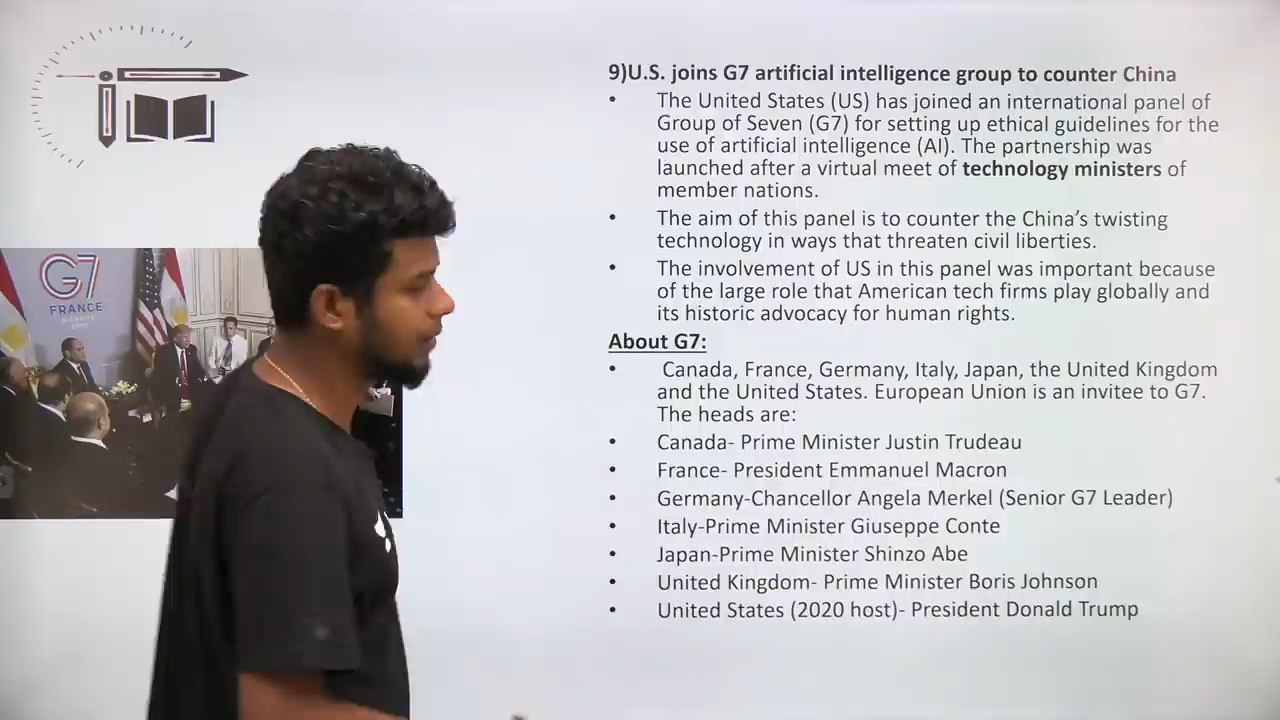 9)U.S. joins G7 artificial intelligence group to counter China
• The United States (US) has joined an international panel of
Group of Seven (G7) for setting up ethical guidelines for the
use of artificial intelligence (AI). The partnership was
launched after a virtual meet of technology ministers of
member nations.
• The aim of this panel is to counter the China's twisting
technology in ways that threaten civil liberties.
• The involvement of US in this panel was important because
of the large role that American tech firms play globally and
its historic advocacy for human rights.
About G7:
• Canada, France, Germany, Italy, Japan, the United Kingdom
and the United States. European Union is an invitee to G7.
The heads are:
• Canada- Prime Minister Justin Trudeau
• France- President Emmanuel Macron
• Germany-Chancellor Angela Merkel (Senior G7 Leader)
• Italy-Prime Minister Giuseppe Conte
• Japan-Prime Minister Shinzo Abe
• United Kingdom- Prime Minister Boris Johnson
• United States (2020 host)- President Donald Trump
G7
FRANCE